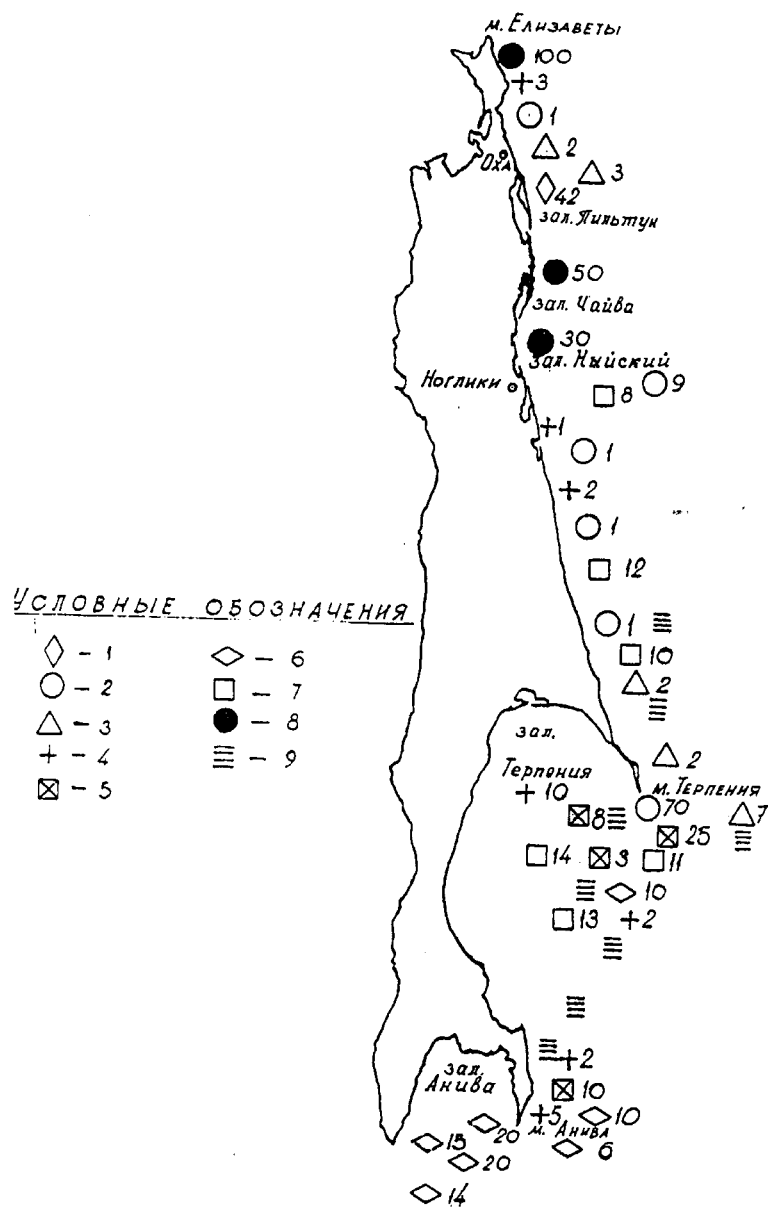 м. Елизаветы
100
3
1
Оха
2
3
42
зал. Пильтун
50
зал. Чайва
30
зал. Ныйский
Ноглики
8
9
1
1
2
1
12
Условные обозначения
1
10
2
◇ – 1
◇ – 6
○ – 2
□ – 7
△ – 3
● – 8
+ – 4
☰ – 9
⊠ – 5
зал.
Терпения
2
м. Терпения
10
8
70
7
25
14
3
11
10
13
2
2
зал.
Анива
10
5
10
м. Анива
20
15
6
20
14